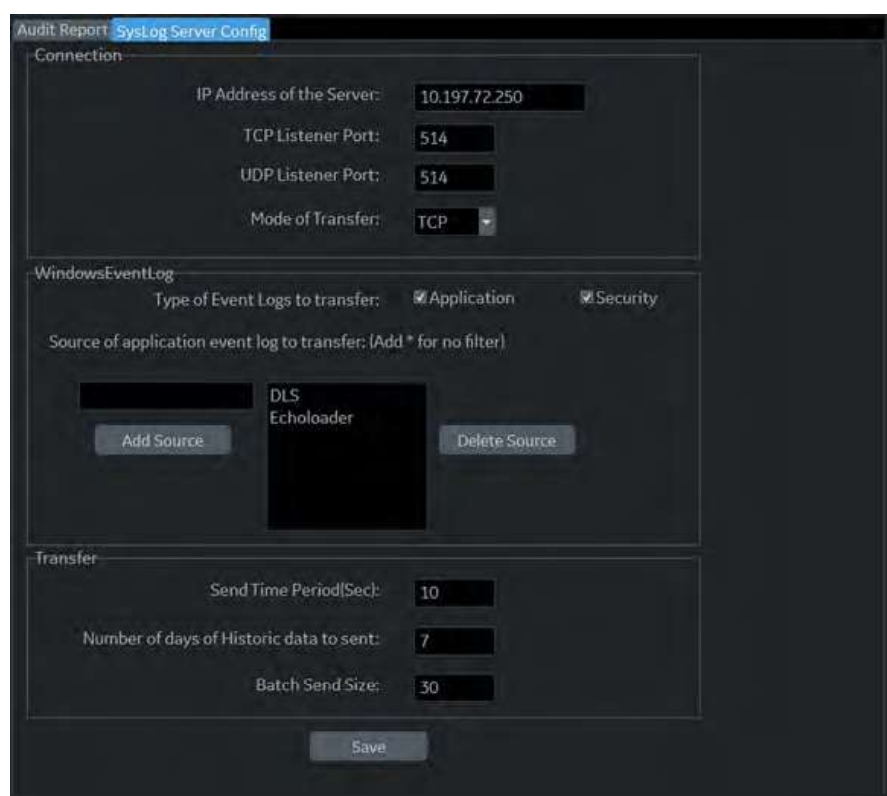 Audit Report SysLog Server Config
Connection
IP Address of the Server: 10.197.72.250
TCP Listener Port: 514
UDP Listener Port: 514
Mode of Transfer: TCP
WindowsEventLog
Type of Event Logs to transfer: Application Security
Source of application event log to transfer: (Add * for no filter)
DLS
Echoloader
Add Source Delete Source
Transfer
Send Time Period(Sec): 10
Number of days of Historic data to sent: 7
Batch Send Size: 30
Save